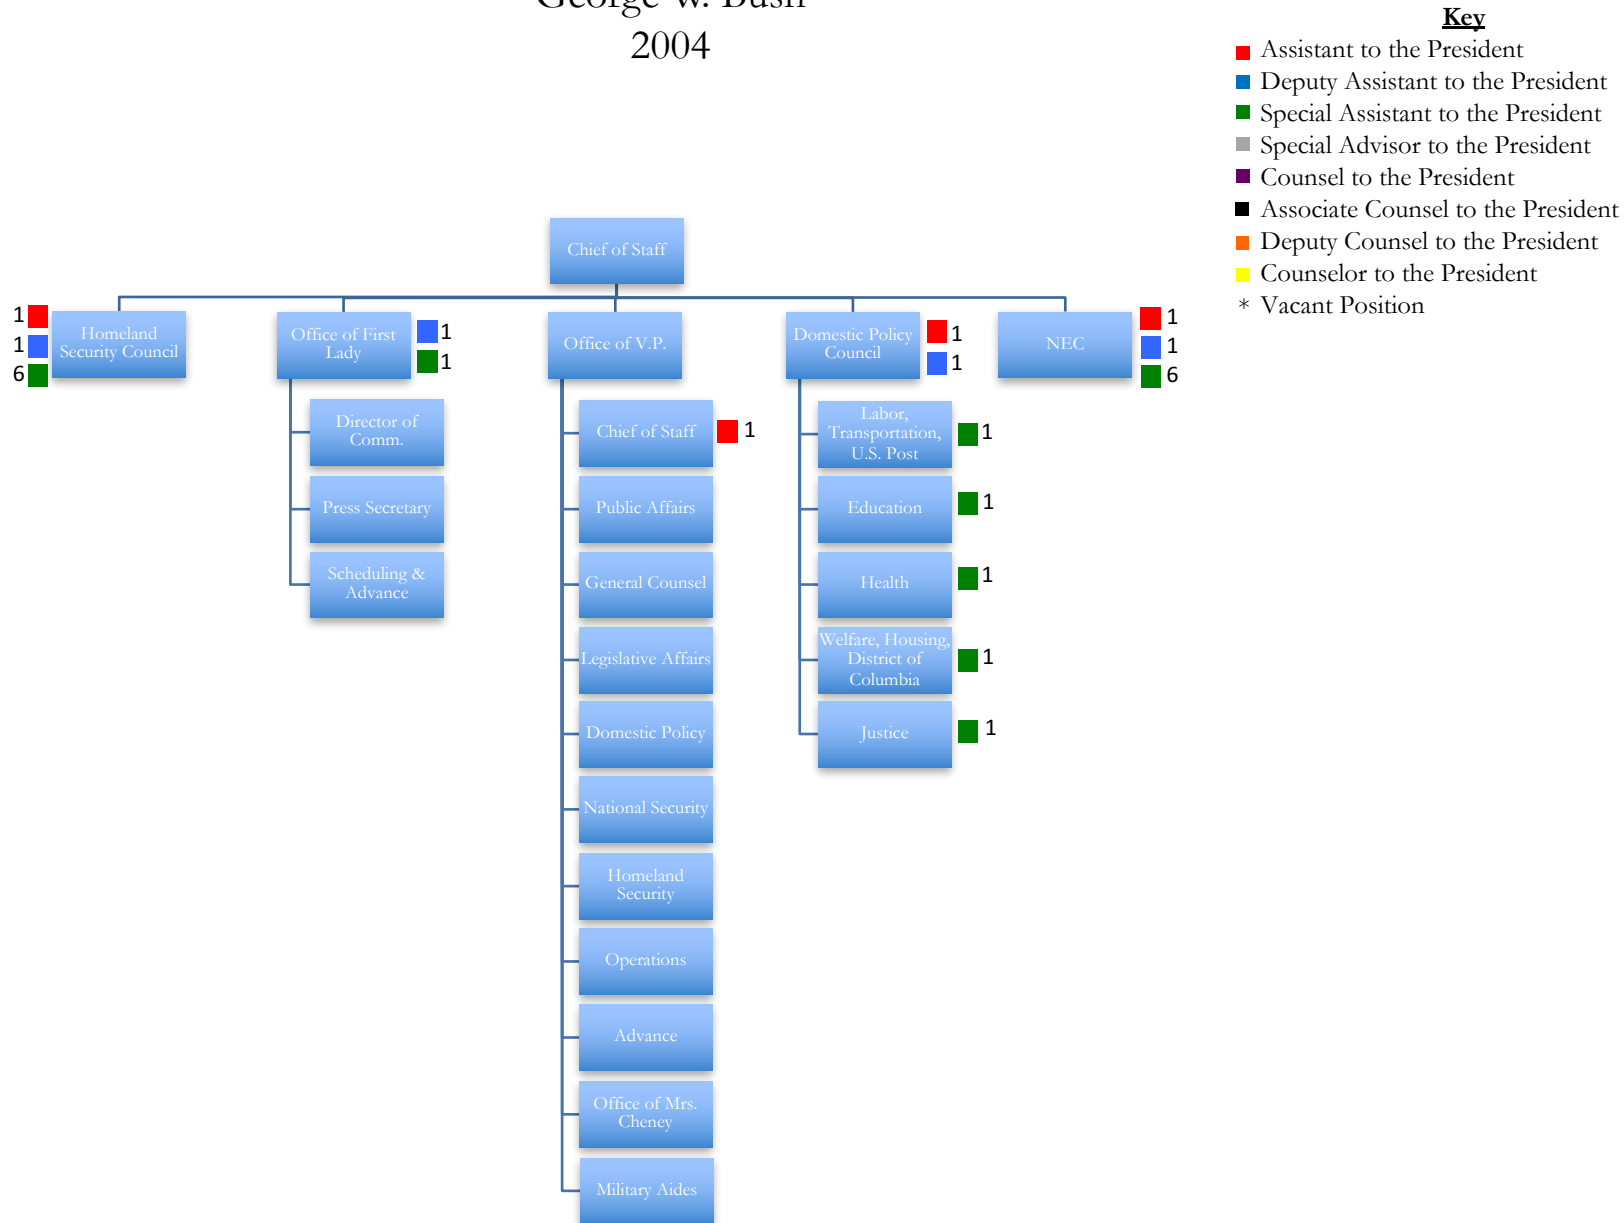 George W. Bush
2004
Key
Assistant to the President
Deputy Assistant to the President
Special Assistant to the President
Special Advisor to the President
Counsel to the President
Associate Counsel to the President
Deputy Counsel to the President
Counselor to the President
* Vacant Position
Chief of Staff
1
1
6
Homeland
Security Council
Office of First
Lady
1
1
Office of V.P.
Domestic Policy
Council
1
1
NEC
1
1
6
Director of
Comm.
Press Secretary
Scheduling &
Advance
Chief of Staff
1
Public Affairs
General Counsel
Legislative Affairs
Domestic Policy
National Security
Homeland
Security
Operations
Advance
Office of Mrs.
Cheney
Military Aides
Labor,
Transportation,
U.S. Post
1
Education
1
Health
1
Welfare, Housing,
District of
Columbia
1
Justice
1